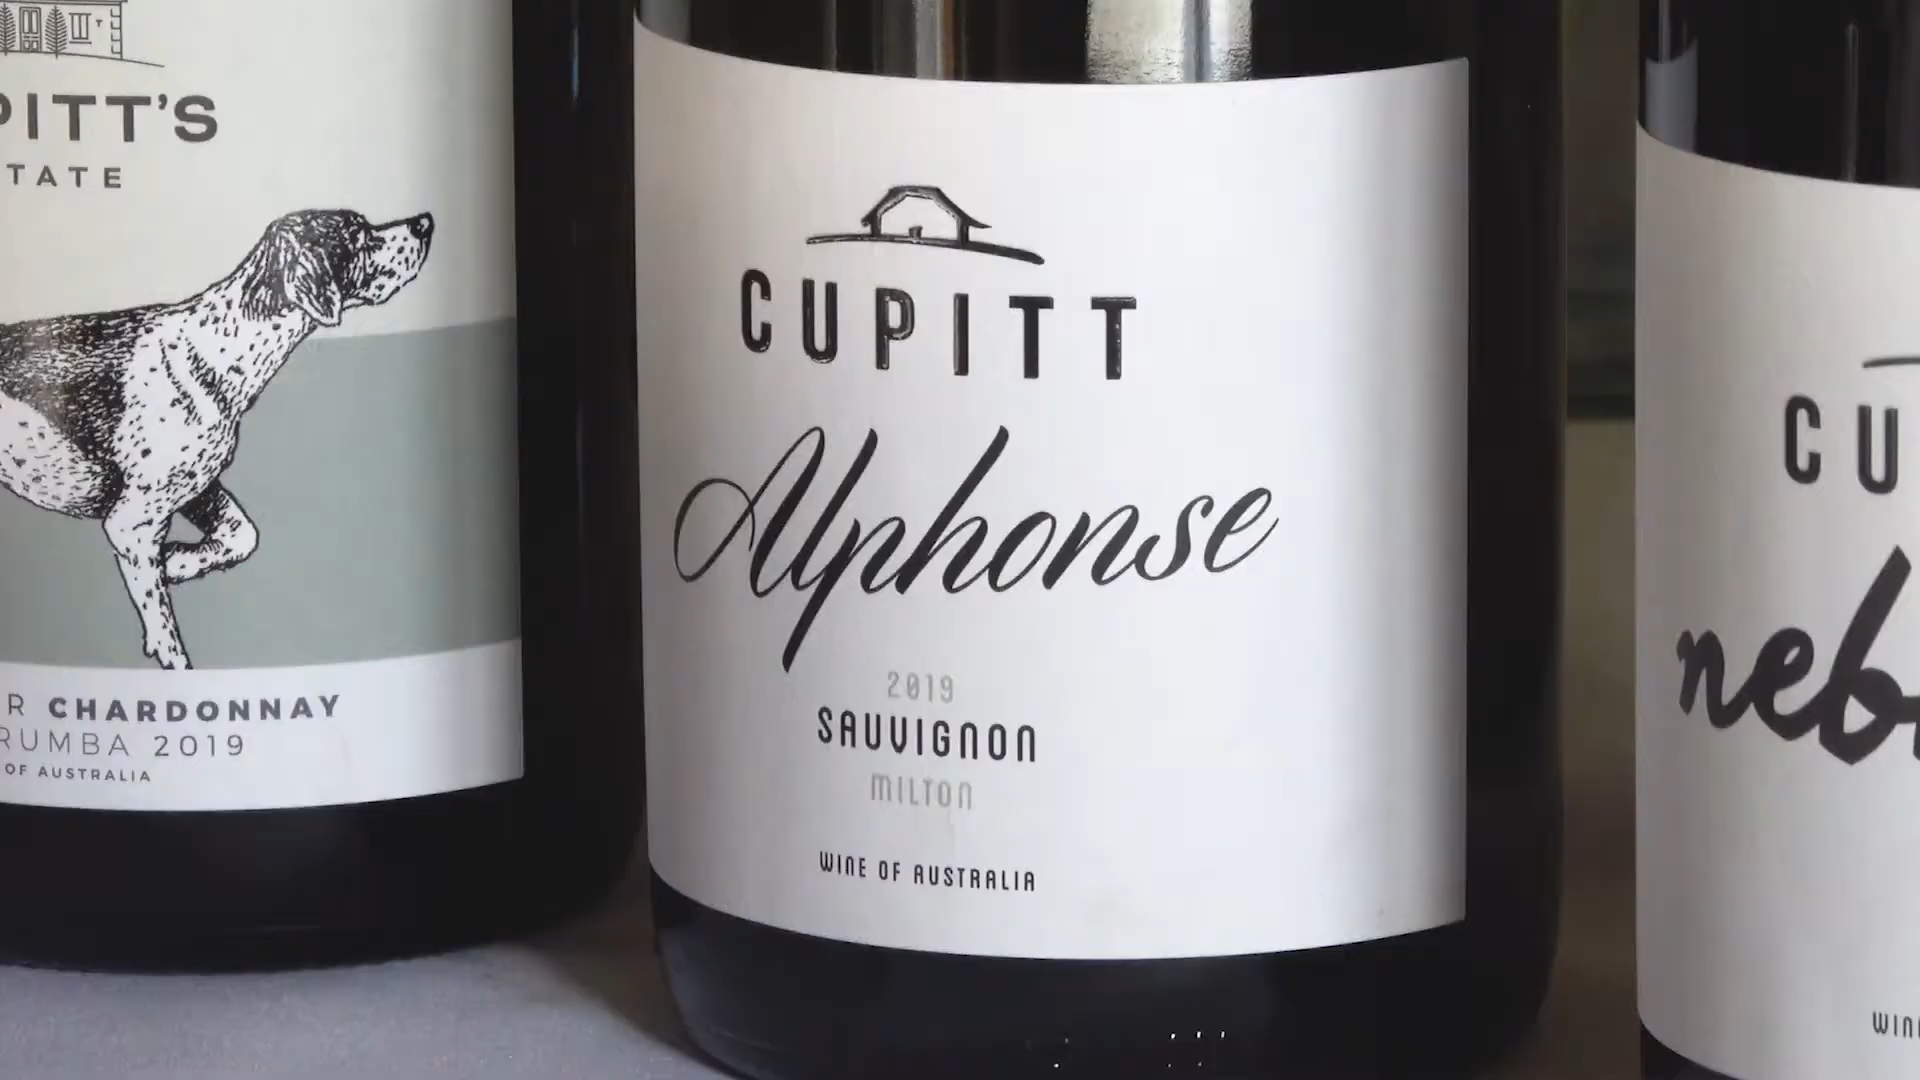 PITT'S
TATE
R CHARDONNAY
RUMBA 2019
OF AUSTRALIA
CUPITT
Alphonse
2019
SAUVIGNON
MILTON
WINE OF AUSTRALIA
CU
neb
WIN